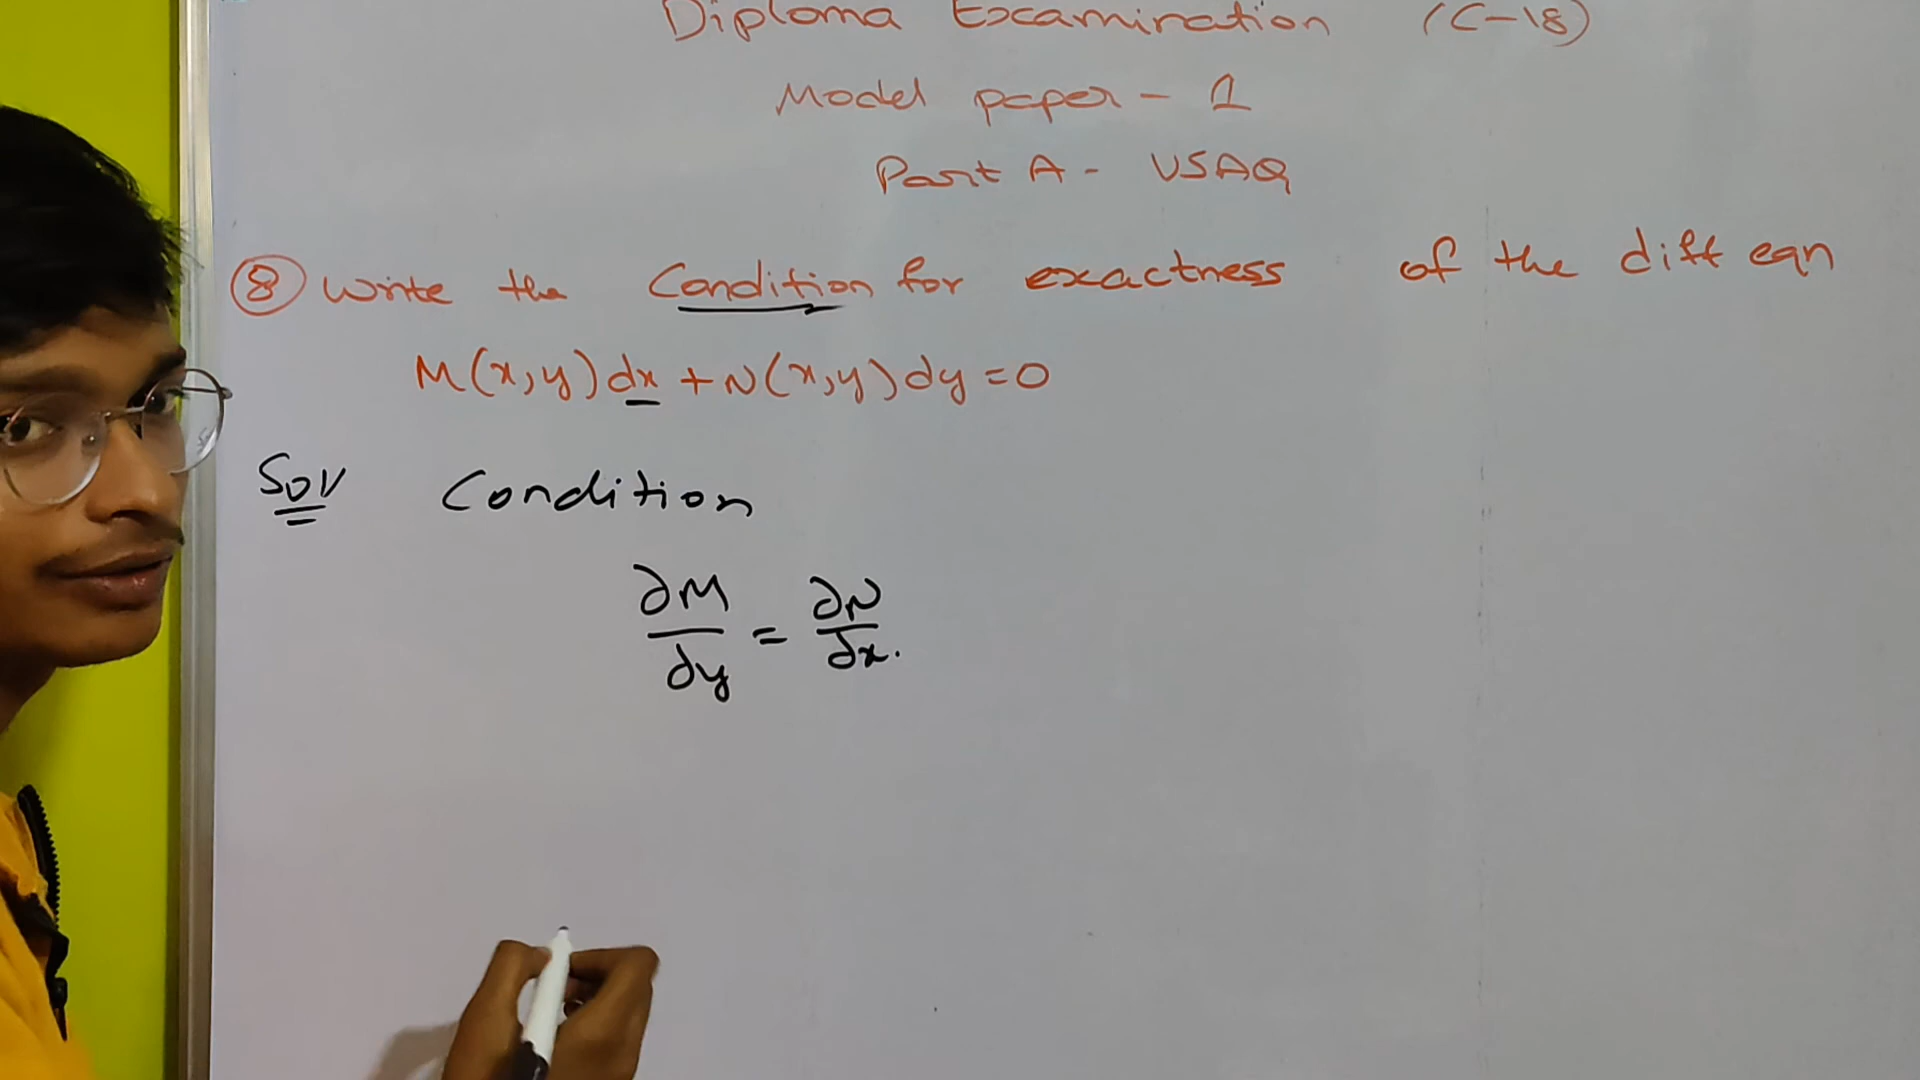 Diploma Examination (C-18)
Model paper - 1
Part A - VSAQ
⑧ Write the Condition for exactness of the diff eqn
M(x,y)dx + N(x,y)dy = 0
Sol Condition
∂M/∂y = ∂N/∂x.